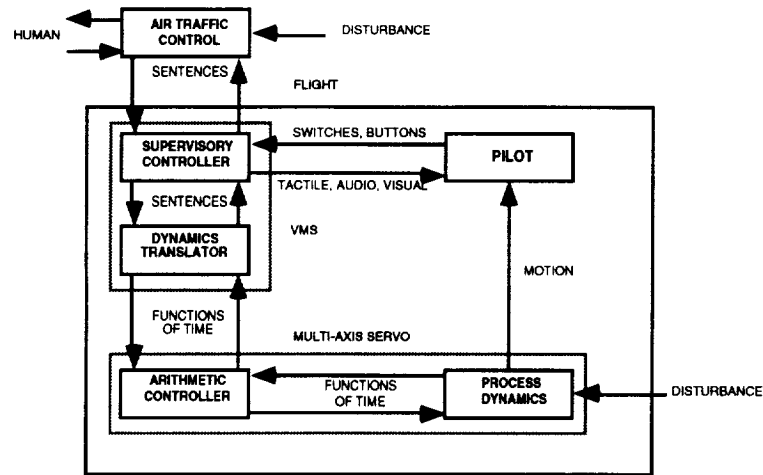 AIR TRAFFIC
CONTROL
HUMAN
DISTURBANCE
SENTENCES
FLIGHT
SWITCHES, BUTTONS
SUPERVISORY
CONTROLLER
PILOT
TACTILE, AUDIO, VISUAL
SENTENCES
VMS
DYNAMICS
TRANSLATOR
MOTION
FUNCTIONS
OF TIME
MULTI-AXIS SERVO
ARITHMETIC
CONTROLLER
FUNCTIONS
OF TIME
PROCESS
DYNAMICS
DISTURBANCE